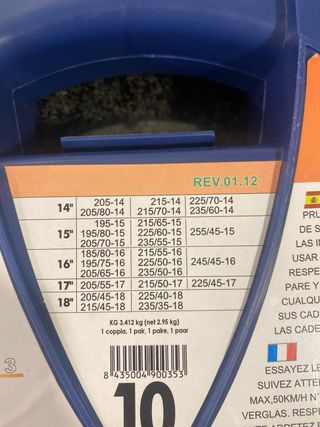 REV.01.12
14" 205-14 215-14 225/70-14
205/80-14 215/70-14 235/60-14
15" 195-15 215/65-15
195/80-15 225/60-15 255/45-15
205/70-15 235/55-15
16" 185/80-16 215/55-16
195/75-16 225/50-16 245/45-16
205/65-16 235/50-16
17" 205/55-17 215/50-17 225/45-17
18" 205/45-18 225/40-18
215/45-18 235/35-18
KG 3.412 kg (net 2.95 kg)
1 coppia, 1 pair, 1 paire, 1 paar
8 435004 900353
10
3
PRU
DE S
LAS I
USAR
RESPE
PARE
CUALQ
SUS CAD
LAS CADE
ESSAYEZ LE
SUIVEZ ATTE
MAX,50KM/H N'
VERGLAS. RESP